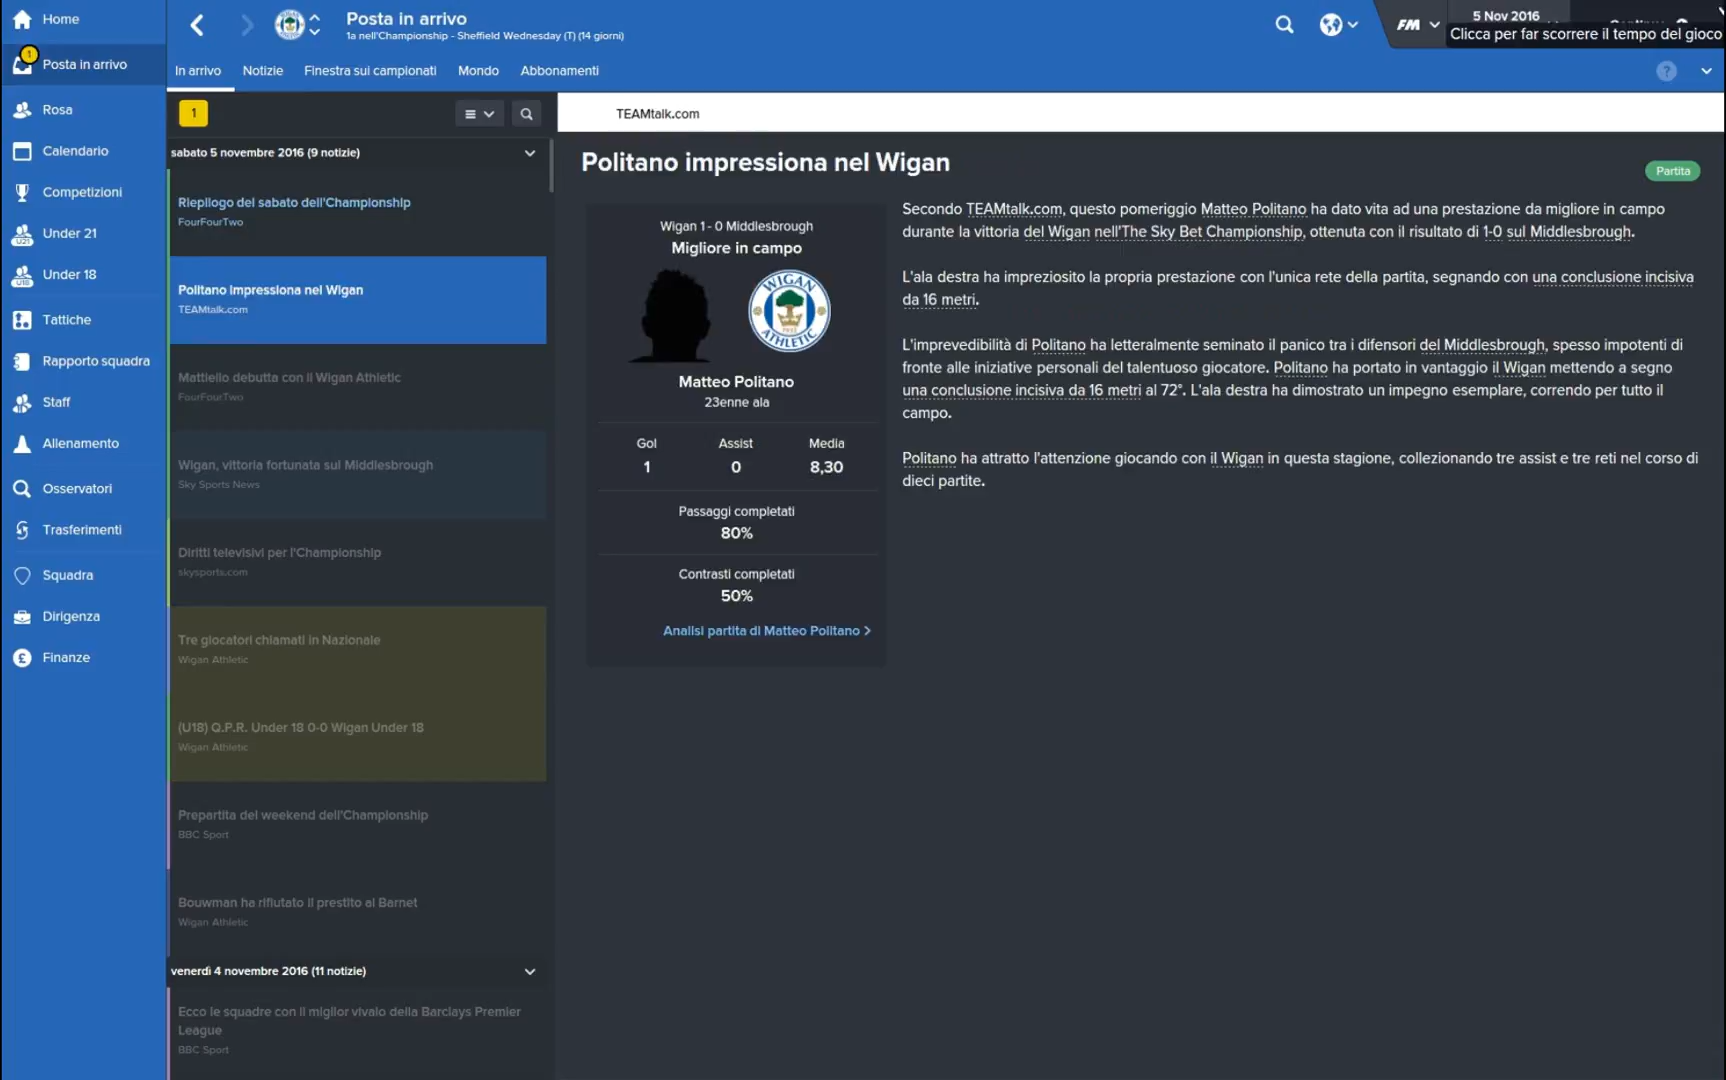 Home
Posta in arrivo
1
Rosa
Calendario
Competizioni
Under 21
Under 18
Tattiche
Rapporto squadra
Staff
Allenamento
Osservatori
Trasferimenti
Squadra
Dirigenza
Finanze
Posta in arrivo
1a nell'Championship - Sheffield Wednesday (T) (14 giorni)
FM
5 Nov 2016
Clicca per far scorrere il tempo del gioco
In arrivo
Notizie
Finestra sui campionati
Mondo
Abbonamenti
1
sabato 5 novembre 2016 (9 notizie)
Riepilogo del sabato dell'Championship
FourFourTwo
Politano impressiona nel Wigan
TEAMtalk.com
Mattiello debutta con il Wigan Athletic
FourFourTwo
Wigan, vittoria fortunata sul Middlesbrough
Sky Sports News
Diritti televisivi per l'Championship
skysports.com
Tre giocatori chiamati in Nazionale
Wigan Athletic
(U18) Q.P.R. Under 18 0-0 Wigan Under 18
Wigan Athletic
Prepartita del weekend dell'Championship
BBC Sport
Bouwman ha rifiutato il prestito al Barnet
Wigan Athletic
venerdì 4 novembre 2016 (11 notizie)
Ecco le squadre con il miglior vivaio della Barclays Premier
League
BBC Sport
TEAMtalk.com
Politano impressiona nel Wigan
Partita
Wigan 1 - 0 Middlesbrough
Migliore in campo
WIGAN
ATHLETIC
Matteo Politano
23enne ala
Gol
Assist
Media
1
0
8,30
Passaggi completati
80%
Contrasti completati
50%
Analisi partita di Matteo Politano >
Secondo TEAMtalk.com, questo pomeriggio Matteo Politano ha dato vita ad una prestazione da migliore in campo
durante la vittoria del Wigan nell'The Sky Bet Championship, ottenuta con il risultato di 1-0 sul Middlesbrough.
L'ala destra ha impreziosito la propria prestazione con l'unica rete della partita, segnando con una conclusione incisiva
da 16 metri.
L'imprevedibilità di Politano ha letteralmente seminato il panico tra i difensori del Middlesbrough, spesso impotenti di
fronte alle iniziative personali del talentuoso giocatore. Politano ha portato in vantaggio il Wigan mettendo a segno
una conclusione incisiva da 16 metri al 72°. L'ala destra ha dimostrato un impegno esemplare, correndo per tutto il
campo.
Politano ha attratto l'attenzione giocando con il Wigan in questa stagione, collezionando tre assist e tre reti nel corso di
dieci partite.